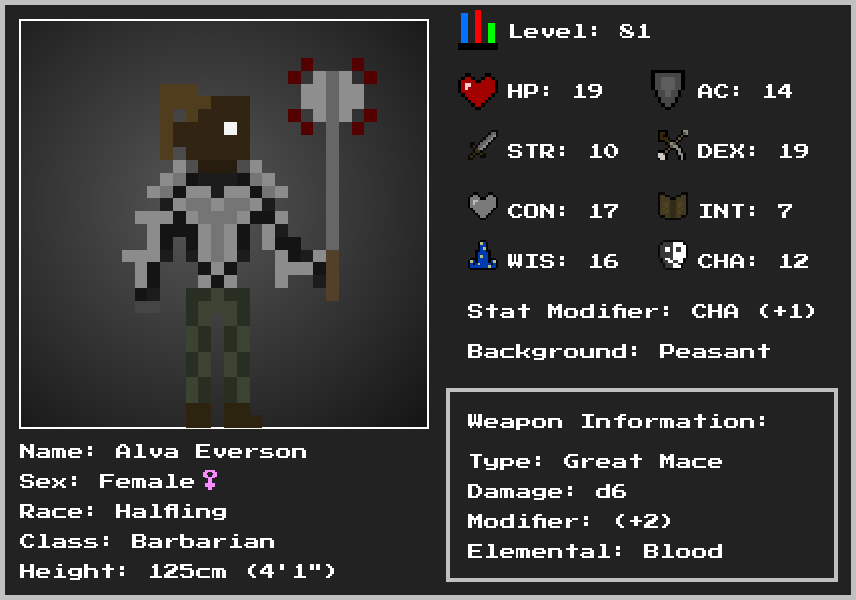 Level: 81
HP: 19
AC: 14
STR: 10
DEX: 19
CON: 17
INT: 7
WIS: 16
CHA: 12
Stat Modifier: CHA (+1)
Background: Peasant
Weapon Information:
Type: Great Mace
Damage: d6
Modifier: (+2)
Elemental: Blood
Name: Alva Everson
Sex: Female♀
Race: Halfling
Class: Barbarian
Height: 125cm (4'1")